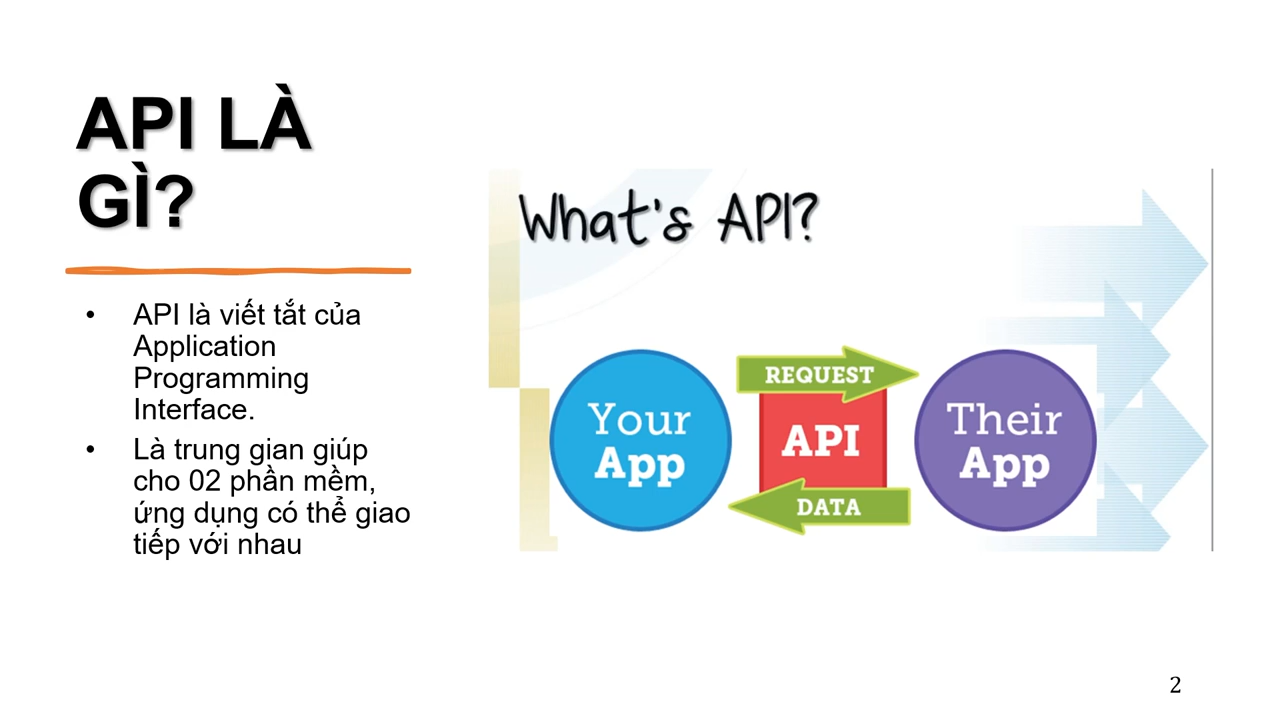 API LÀ
GÌ?
• API là viết tắt của
Application
Programming
Interface.
• Là trung gian giúp
cho 02 phần mềm,
ứng dụng có thể giao
tiếp với nhau
What's API?
Your
App
REQUEST
API
DATA
Their
App
2